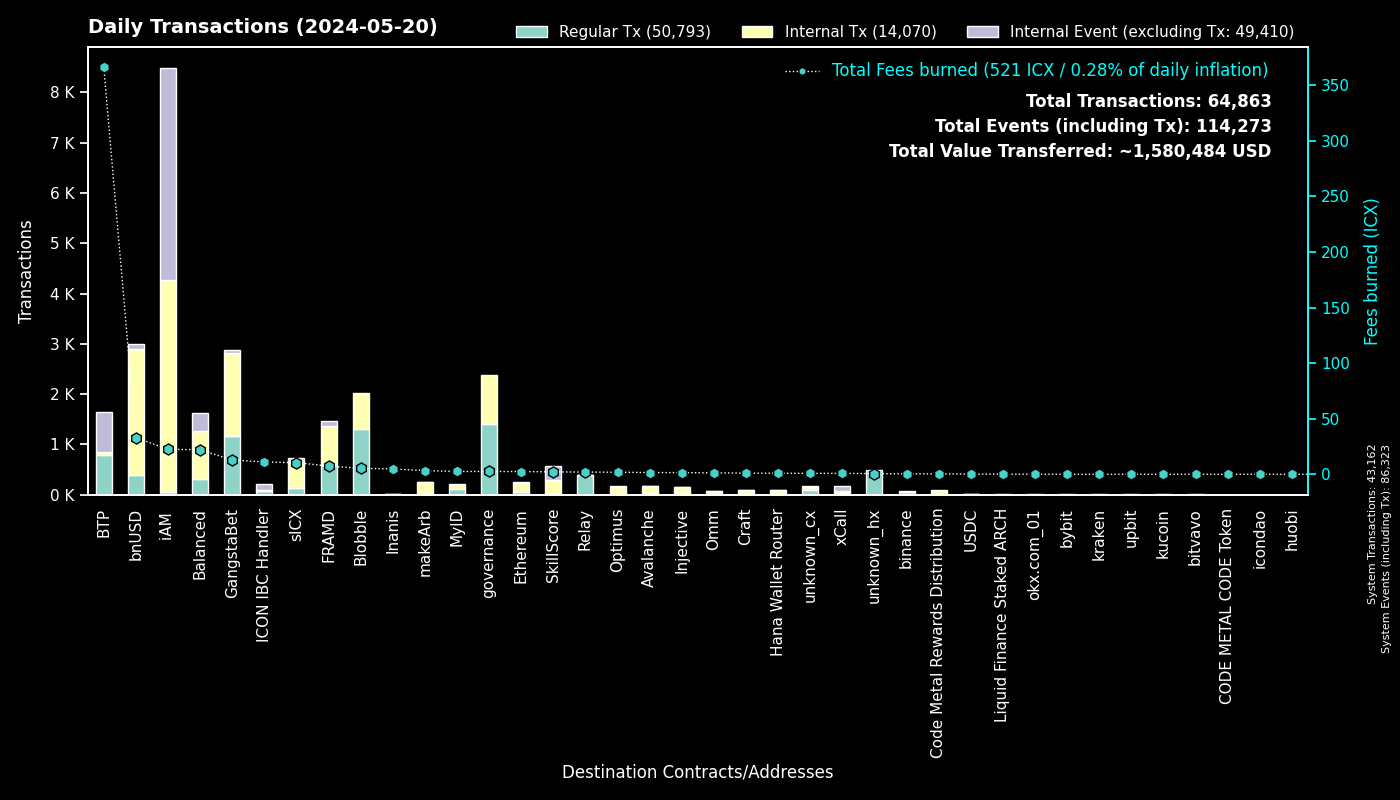 Daily Transactions (2024-05-20)
Regular Tx (50,793)
Internal Tx (14,070)
Internal Event (excluding Tx: 49,410)
Total Fees burned (521 ICX / 0.28% of daily inflation)
Total Transactions: 64,863
Total Events (including Tx): 114,273
Total Value Transferred: ~1,580,484 USD
Transactions
8 K
7 K
6 K
5 K
4 K
3 K
2 K
1 K
0 K
350
300
250
200
150
100
50
0
Fees burned (ICX)
BTP
bnUSD
iAM
Balanced
GangstaBet
ICON IBC Handler
sICX
FRAMD
Blobble
Inanis
makeArb
MyID
governance
Ethereum
SkillScore
Relay
Optimus
Avalanche
Injective
Omm
Craft
Hana Wallet Router
unknown_cx
xCall
unknown_hx
binance
Code Metal Rewards Distribution
USDC
Liquid Finance Staked ARCH
okx.com_01
bybit
kraken
upbit
kucoin
bitvavo
CODE METAL CODE Token
icondao
huobi
Destination Contracts/Addresses
System Transactions: 43,162
System Events (including Tx): 86,323